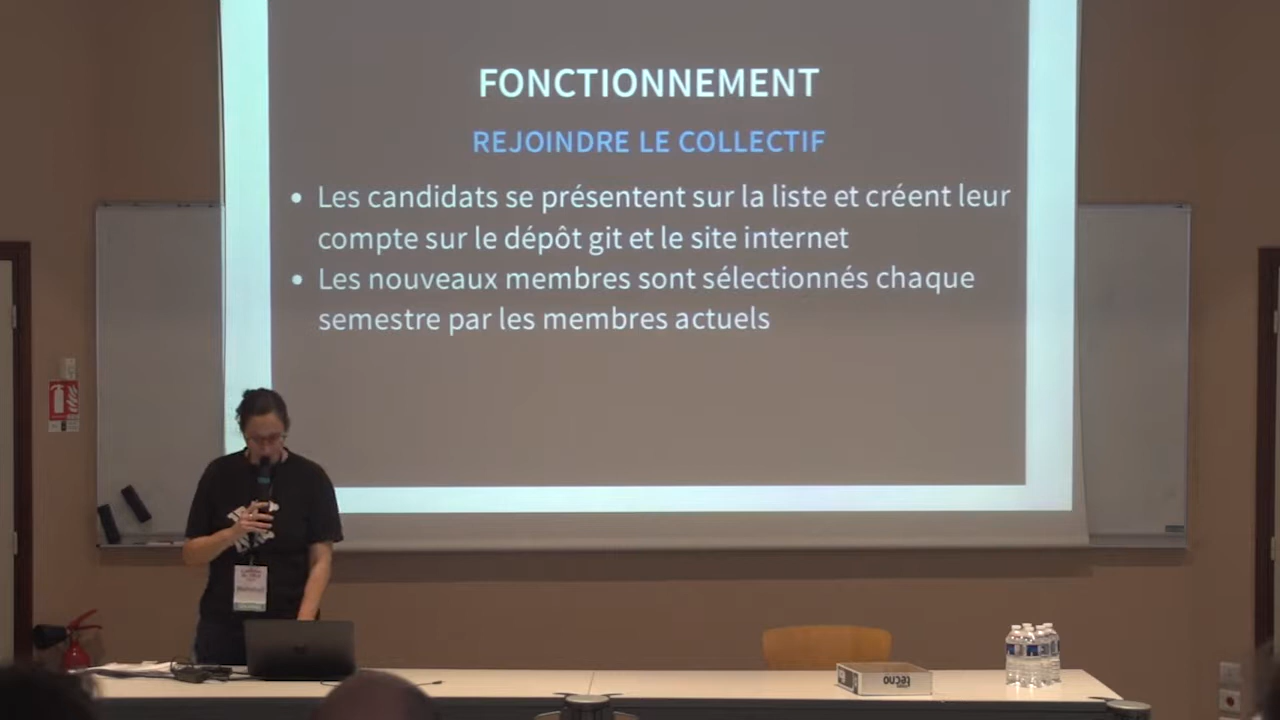 FONCTIONNEMENT
REJOINDRE LE COLLECTIF
• Les candidats se présentent sur la liste et créent leur
compte sur le dépôt git et le site internet
• Les nouveaux membres sont sélectionnés chaque
semestre par les membres actuels
tecno